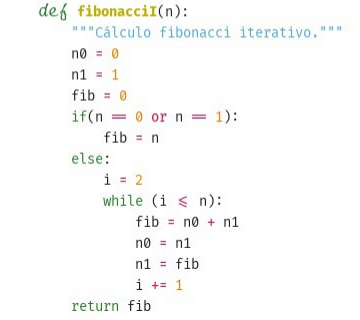 def fibonacciI(n):
    """Cálculo fibonacci iterativo."""
    n0 = 0
    n1 = 1
    fib = 0
    if(n == 0 or n == 1):
        fib = n
    else:
        i = 2
        while (i <= n):
            fib = n0 + n1
            n0 = n1
            n1 = fib
            i += 1
    return fib